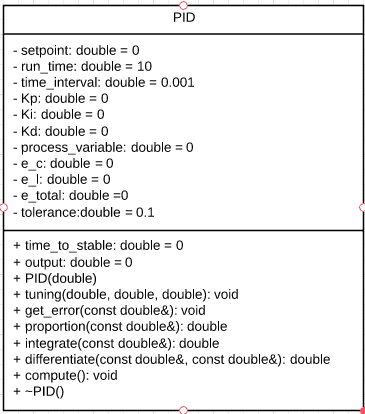 PID
- setpoint: double = 0
- run_time: double = 10
- time_interval: double = 0.001
- Kp: double = 0
- Ki: double = 0
- Kd: double = 0
- process_variable: double = 0
- e_c: double = 0
- e_l: double = 0
- e_total: double =0
- tolerance:double = 0.1
+ time_to_stable: double = 0
+ output: double = 0
+ PID(double)
+ tuning(double, double, double): void
+ get_error(const double&): void
+ proportion(const double&): double
+ integrate(const double&): double
+ differentiate(const double&, const double&): double
+ compute(): void
+ ~PID()